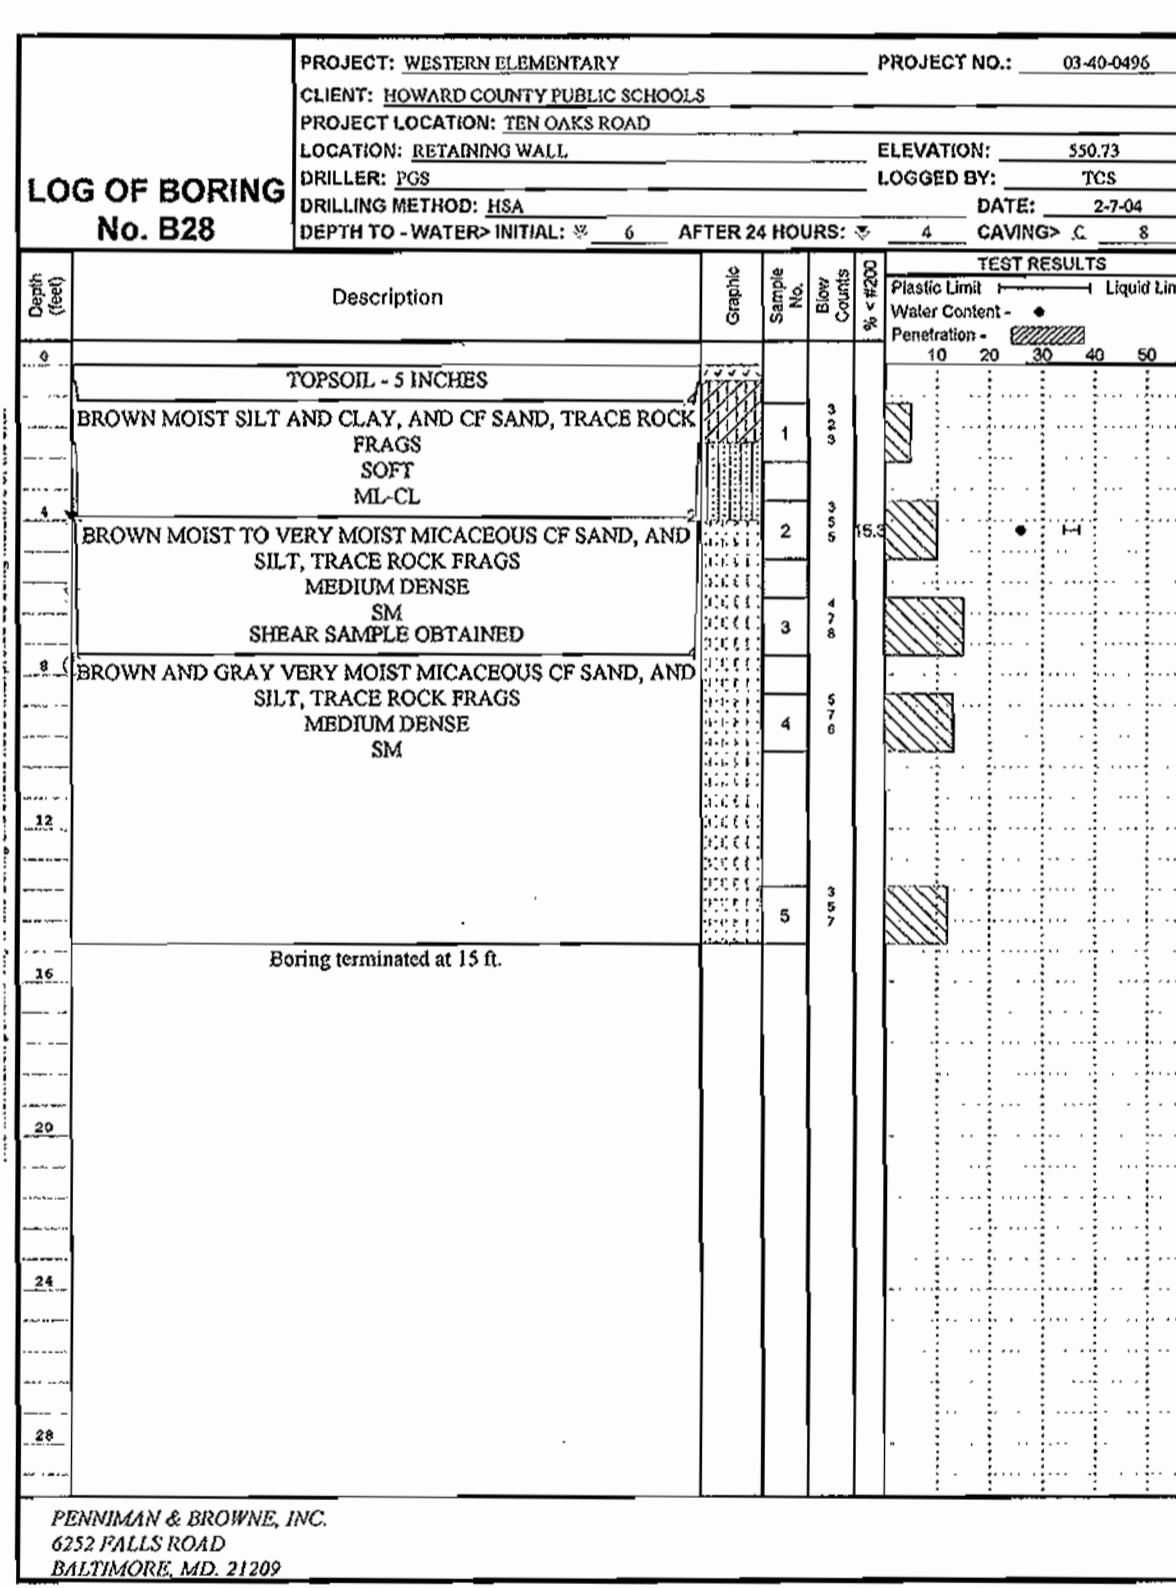 LOG OF BORING
No. B28
PROJECT: WESTERN ELEMENTARY PROJECT NO.: 03-40-0496
CLIENT: HOWARD COUNTY PUBLIC SCHOOLS
PROJECT LOCATION: TEN OAKS ROAD
LOCATION: RETAINING WALL ELEVATION: 550.73
DRILLER: PGS LOGGED BY: TCS
DRILLING METHOD: HSA DATE: 2-7-04
DEPTH TO - WATER> INITIAL: 6 AFTER 24 HOURS: 4 CAVING> C 8
Depth (feet)
Description
Graphic
Sample No.
Blow Counts
% < #200
TEST RESULTS
Plastic Limit Liquid Lim
Water Content -
Penetration -
10 20 30 40 50
0
TOPSOIL - 5 INCHES
BROWN MOIST SILT AND CLAY, AND CF SAND, TRACE ROCK
FRAGS
SOFT
ML-CL
1
3
2
3
4
BROWN MOIST TO VERY MOIST MICACEOUS CF SAND, AND
SILT, TRACE ROCK FRAGS
MEDIUM DENSE
SM
SHEAR SAMPLE OBTAINED
2
3
5
5
15.3
3
4
7
8
8
BROWN AND GRAY VERY MOIST MICACEOUS CF SAND, AND
SILT, TRACE ROCK FRAGS
MEDIUM DENSE
SM
4
5
7
6
12
5
3
5
7
Boring terminated at 15 ft.
16
20
24
28
PENNIMAN & BROWNE, INC.
6252 FALLS ROAD
BALTIMORE, MD. 21209